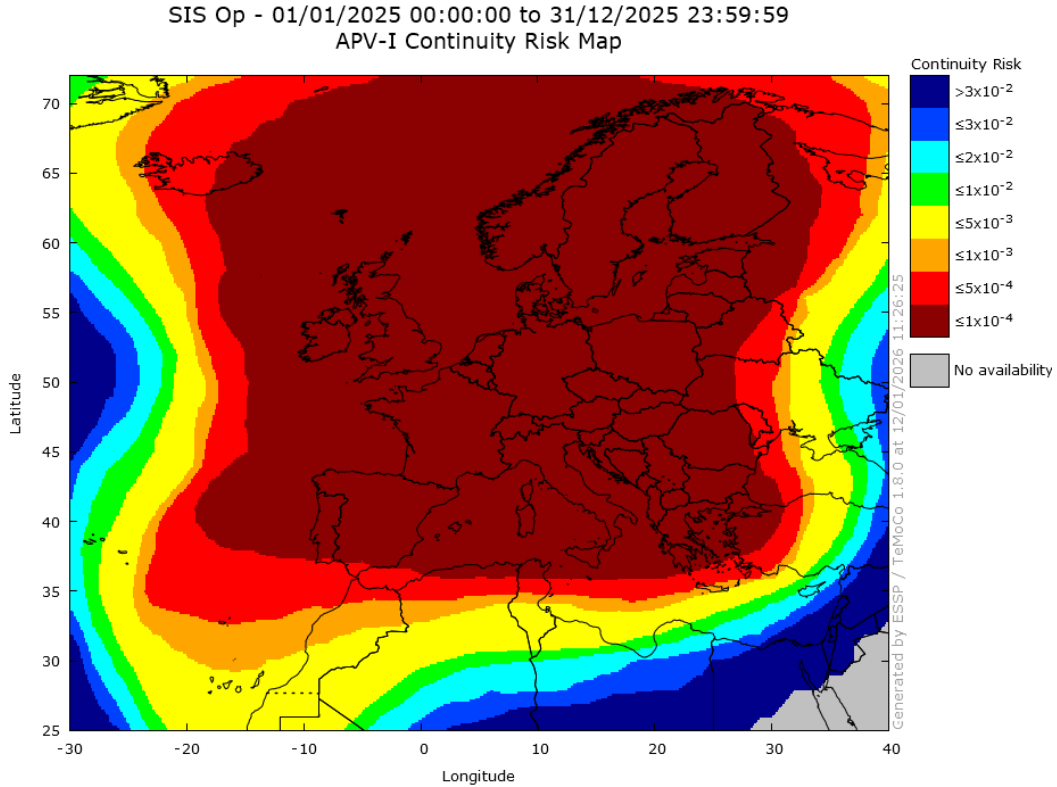 SIS Op - 01/01/2025 00:00:00 to 31/12/2025 23:59:59
APV-I Continuity Risk Map
Continuity Risk
>3x10⁻²
≤3x10⁻²
≤2x10⁻²
≤1x10⁻²
≤5x10⁻³
≤1x10⁻³
≤5x10⁻⁴
≤1x10⁻⁴
No availability
Latitude
70
65
60
55
50
45
40
35
30
25
-30 -20 -10 0 10 20 30 40
Longitude
Generated by ESSP / TeMoCo 1.8.0 at 12/01/2026 11:26:25